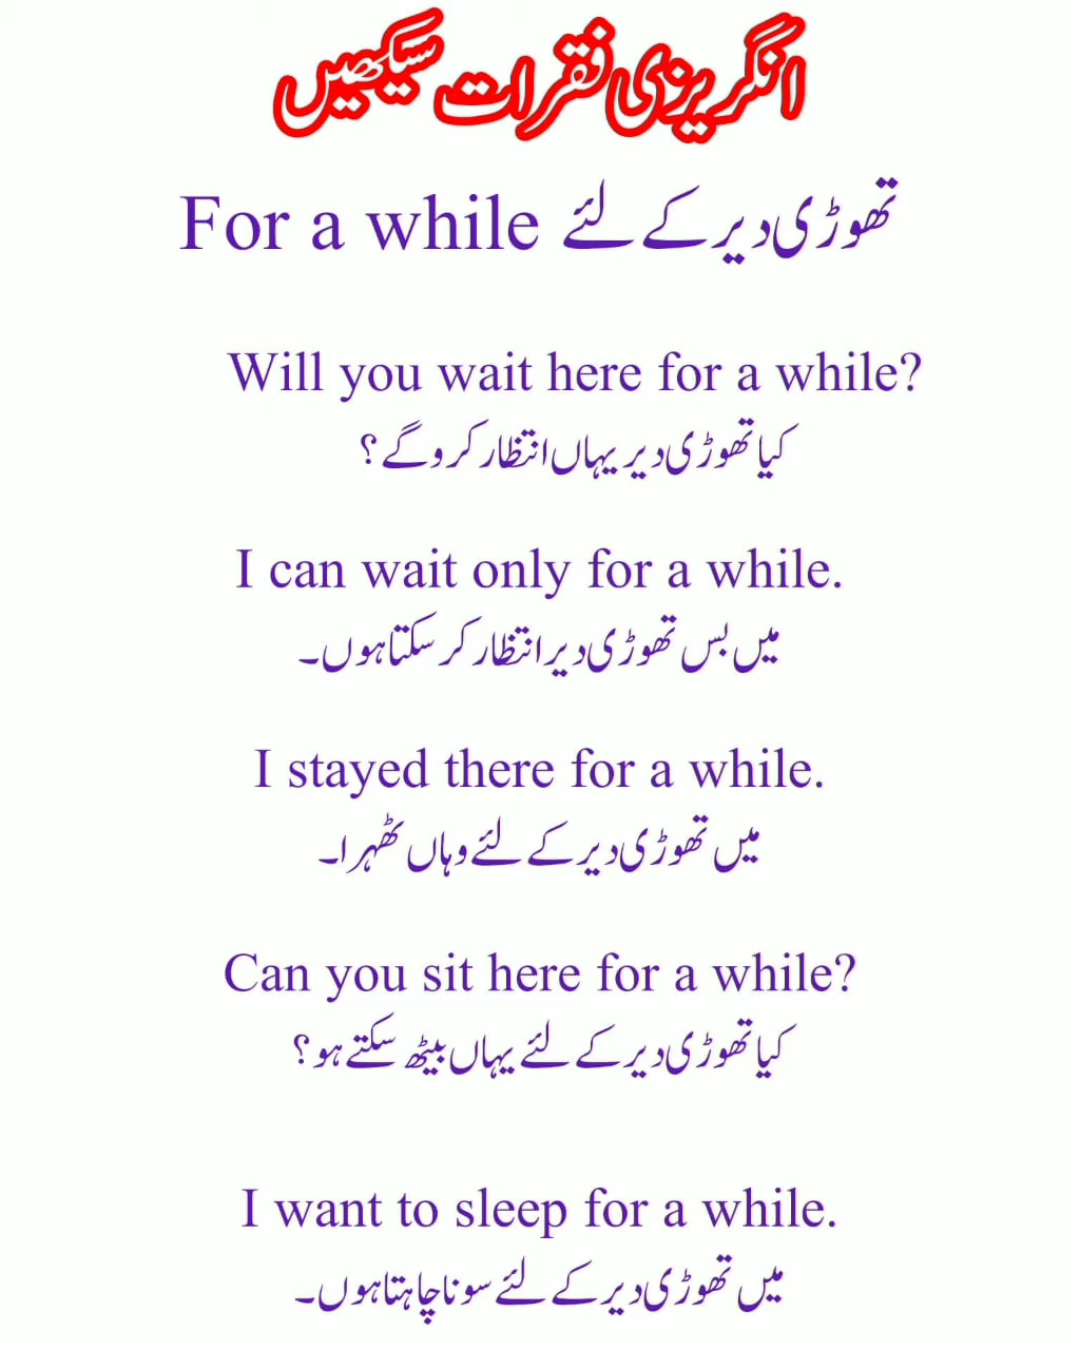 انگریزی فقرات سیکھیں
For a while تھوڑی دیر کے لئے
Will you wait here for a while?
کیا تھوڑی دیر یہاں انتظار کرو گے؟
I can wait only for a while.
میں بس تھوڑی دیر انتظار کر سکتا ہوں۔
I stayed there for a while.
میں تھوڑی دیر کے لئے وہاں ٹھہرا۔
Can you sit here for a while?
کیا تھوڑی دیر کے لئے یہاں بیٹھ سکتے ہو؟
I want to sleep for a while.
میں تھوڑی دیر کے لئے سونا چاہتا ہوں۔